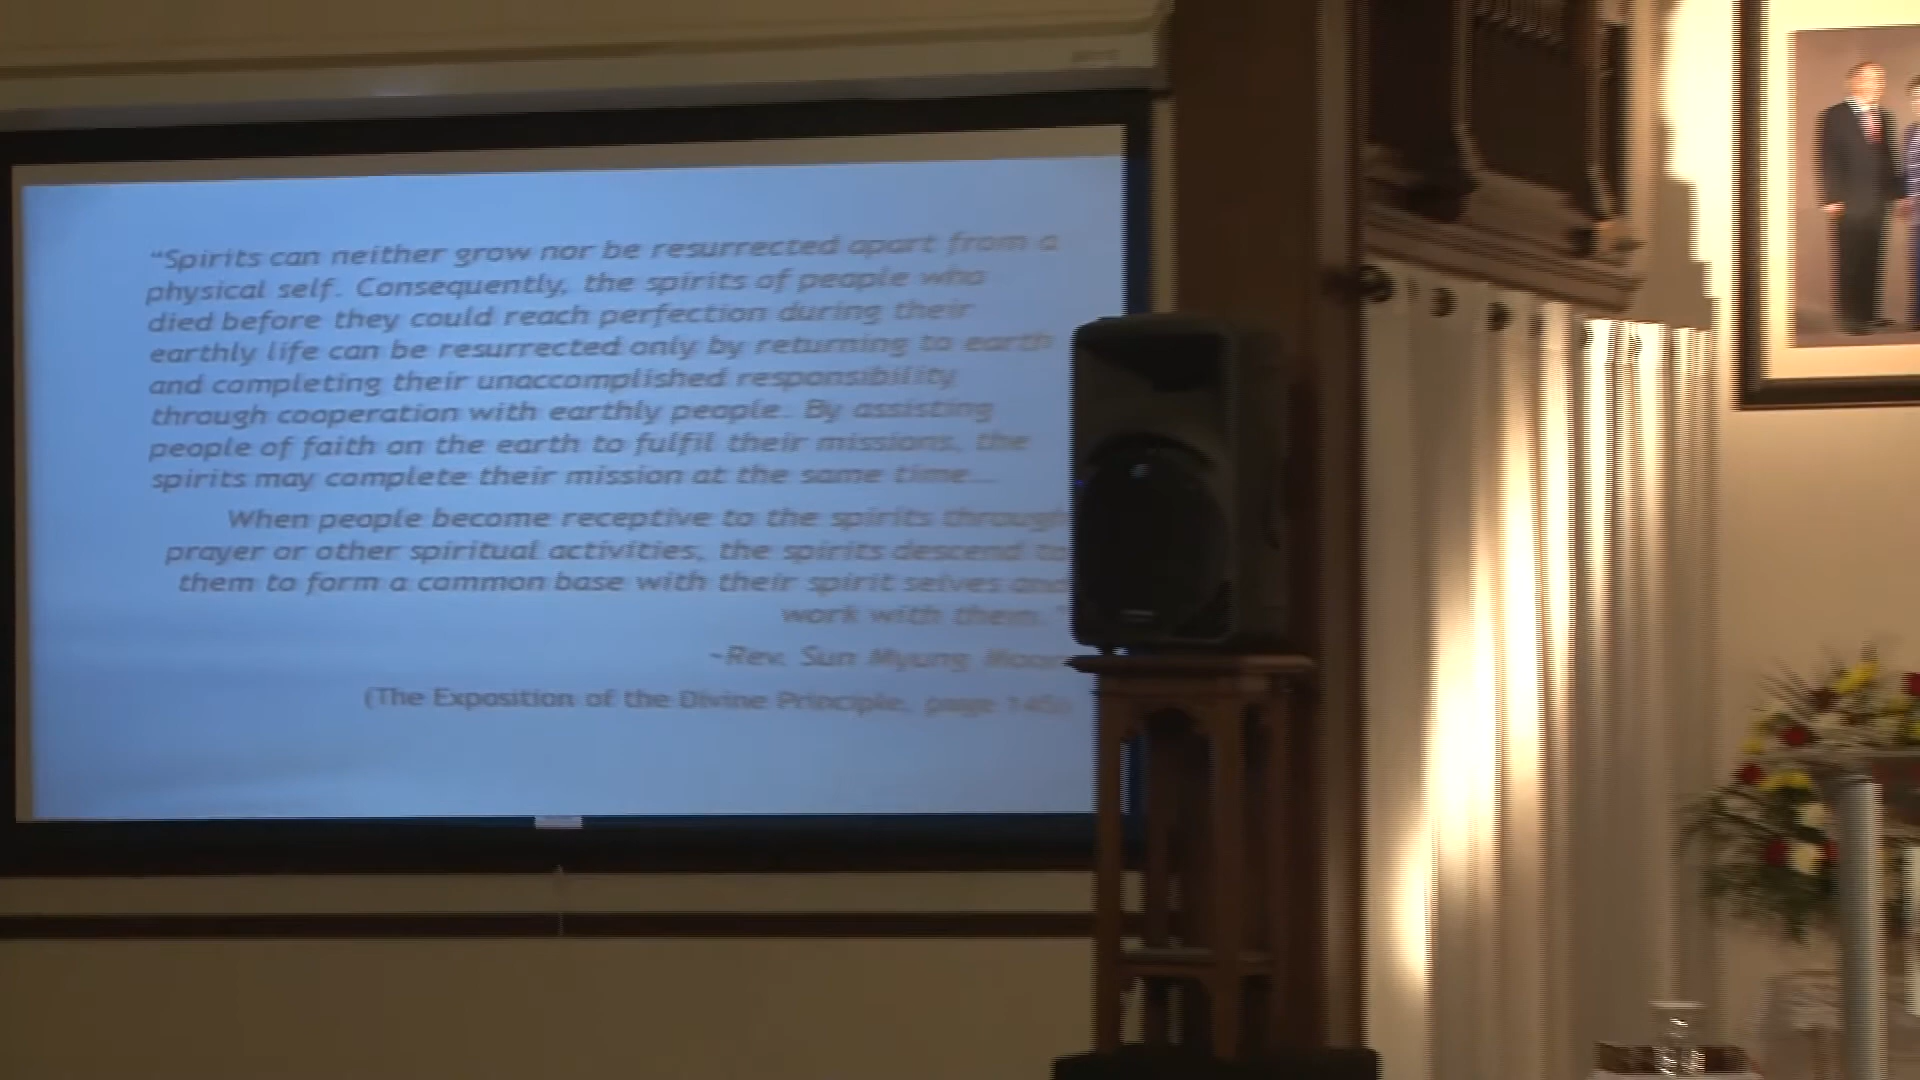 “Spirits can neither grow nor be resurrected apart from a
physical self. Consequently, the spirits of people who
died before they could reach perfection during their
earthly life can be resurrected only by returning to earth
and completing their unaccomplished responsibility
through cooperation with earthly people. By assisting
people of faith on the earth to fulfil their missions, the
spirits may complete their mission at the same time...
When people become receptive to the spirits through
prayer or other spiritual activities, the spirits descend to
them to form a common base with their spirit selves and
work with them.”
~Rev. Sun Myung Moon
(The Exposition of the Divine Principle, page